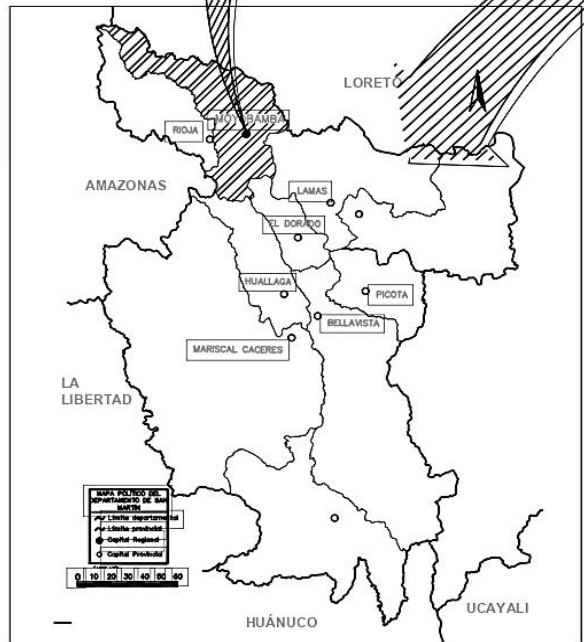 LORETO
MOYOBAMBA
RIOJA
AMAZONAS
LAMAS
EL DORADO
HUALLAGA
PICOTA
BELLAVISTA
MARISCAL CACERES
LA
LIBERTAD
MAPA POLITICO DEL
DEPARTAMENTO DE SAN
MARTIN
Limite departamental
Limite provincial
Capital Regional
Capital Provincial
0 10 20 30 40 50 60
HUÁNUCO
UCAYALI